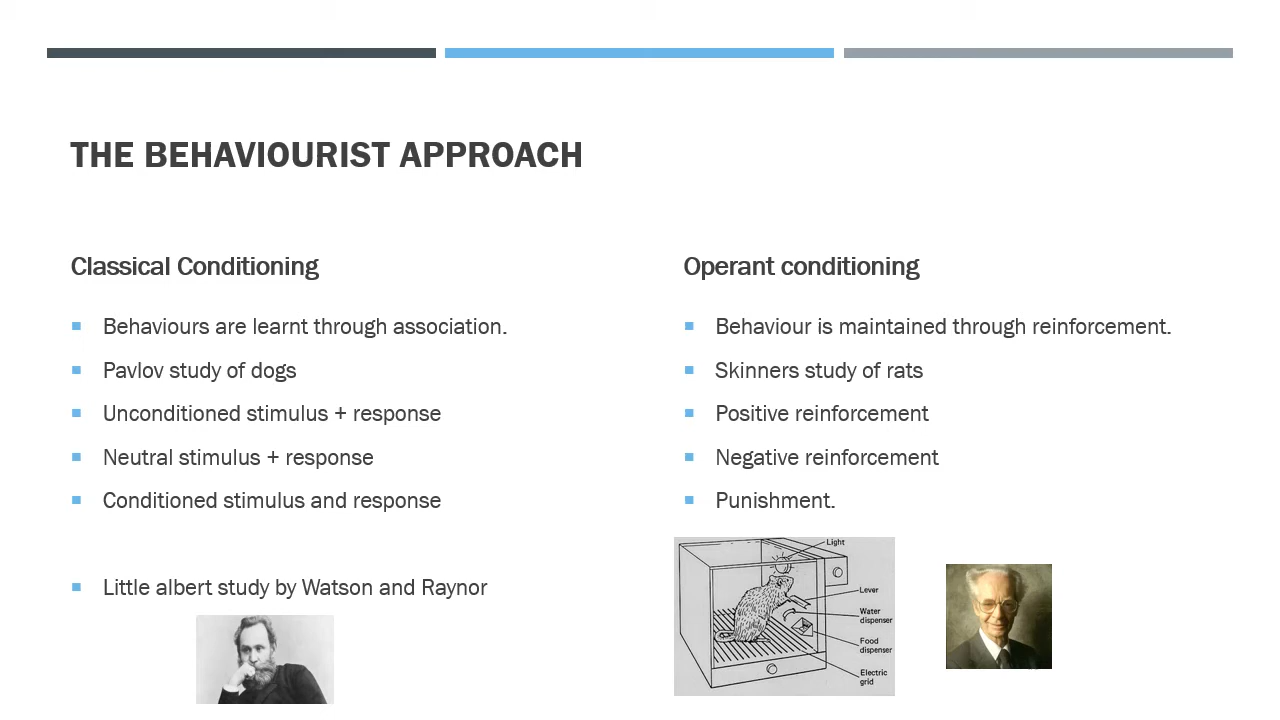 THE BEHAVIOURIST APPROACH
Classical Conditioning
Behaviours are learnt through association.
Pavlov study of dogs
Unconditioned stimulus + response
Neutral stimulus + response
Conditioned stimulus and response
Little albert study by Watson and Raynor
Operant conditioning
Behaviour is maintained through reinforcement.
Skinners study of rats
Positive reinforcement
Negative reinforcement
Punishment.
Light
Lever
Water
dispenser
Food
dispenser
Electric
grid